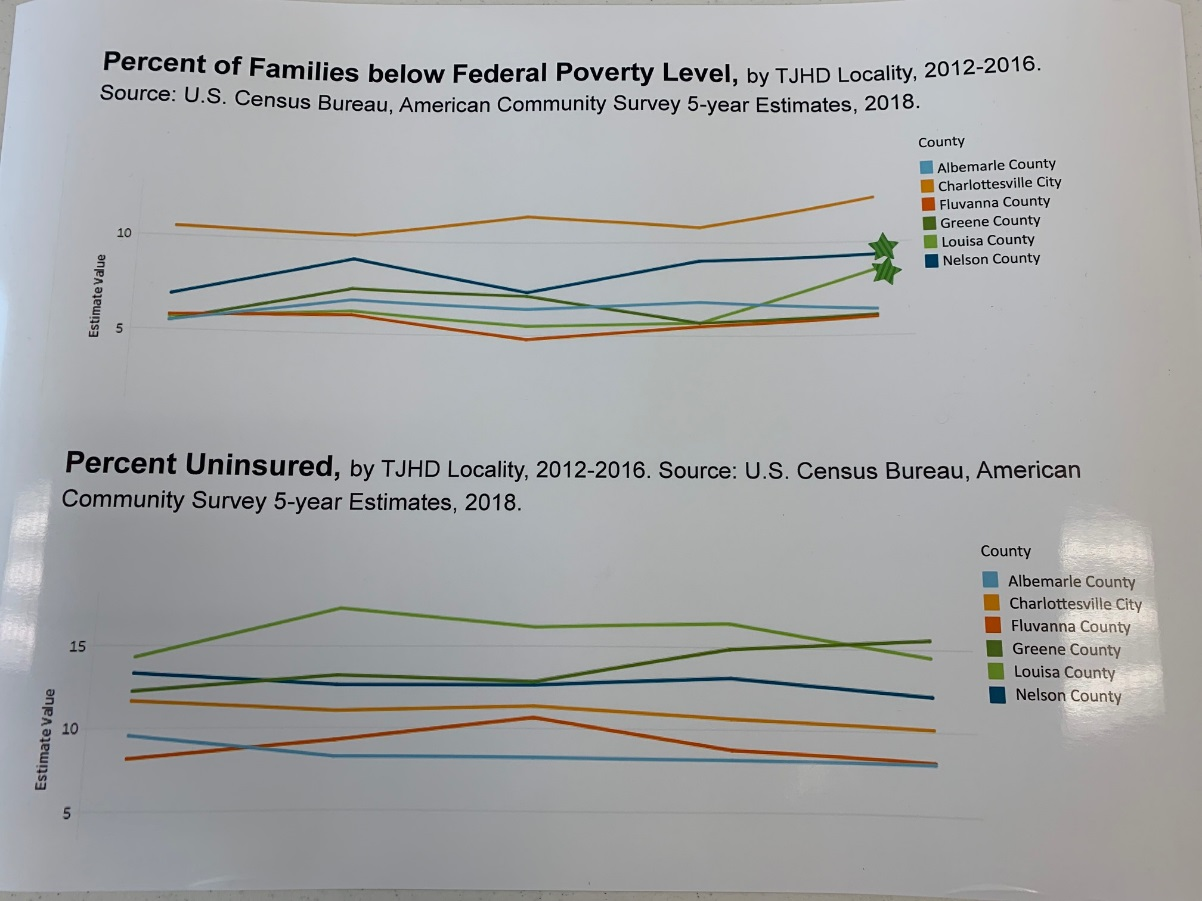 Percent of Families below Federal Poverty Level, by TJHD Locality, 2012-2016.
Source: U.S. Census Bureau, American Community Survey 5-year Estimates, 2018.
County
Albemarle County
Charlottesville City
Fluvanna County
Greene County
Louisa County
Nelson County
Estimate Value
10
5
Percent Uninsured, by TJHD Locality, 2012-2016. Source: U.S. Census Bureau, American
Community Survey 5-year Estimates, 2018.
County
Albemarle County
Charlottesville City
Fluvanna County
Greene County
Louisa County
Nelson County
Estimate Value
15
10
5